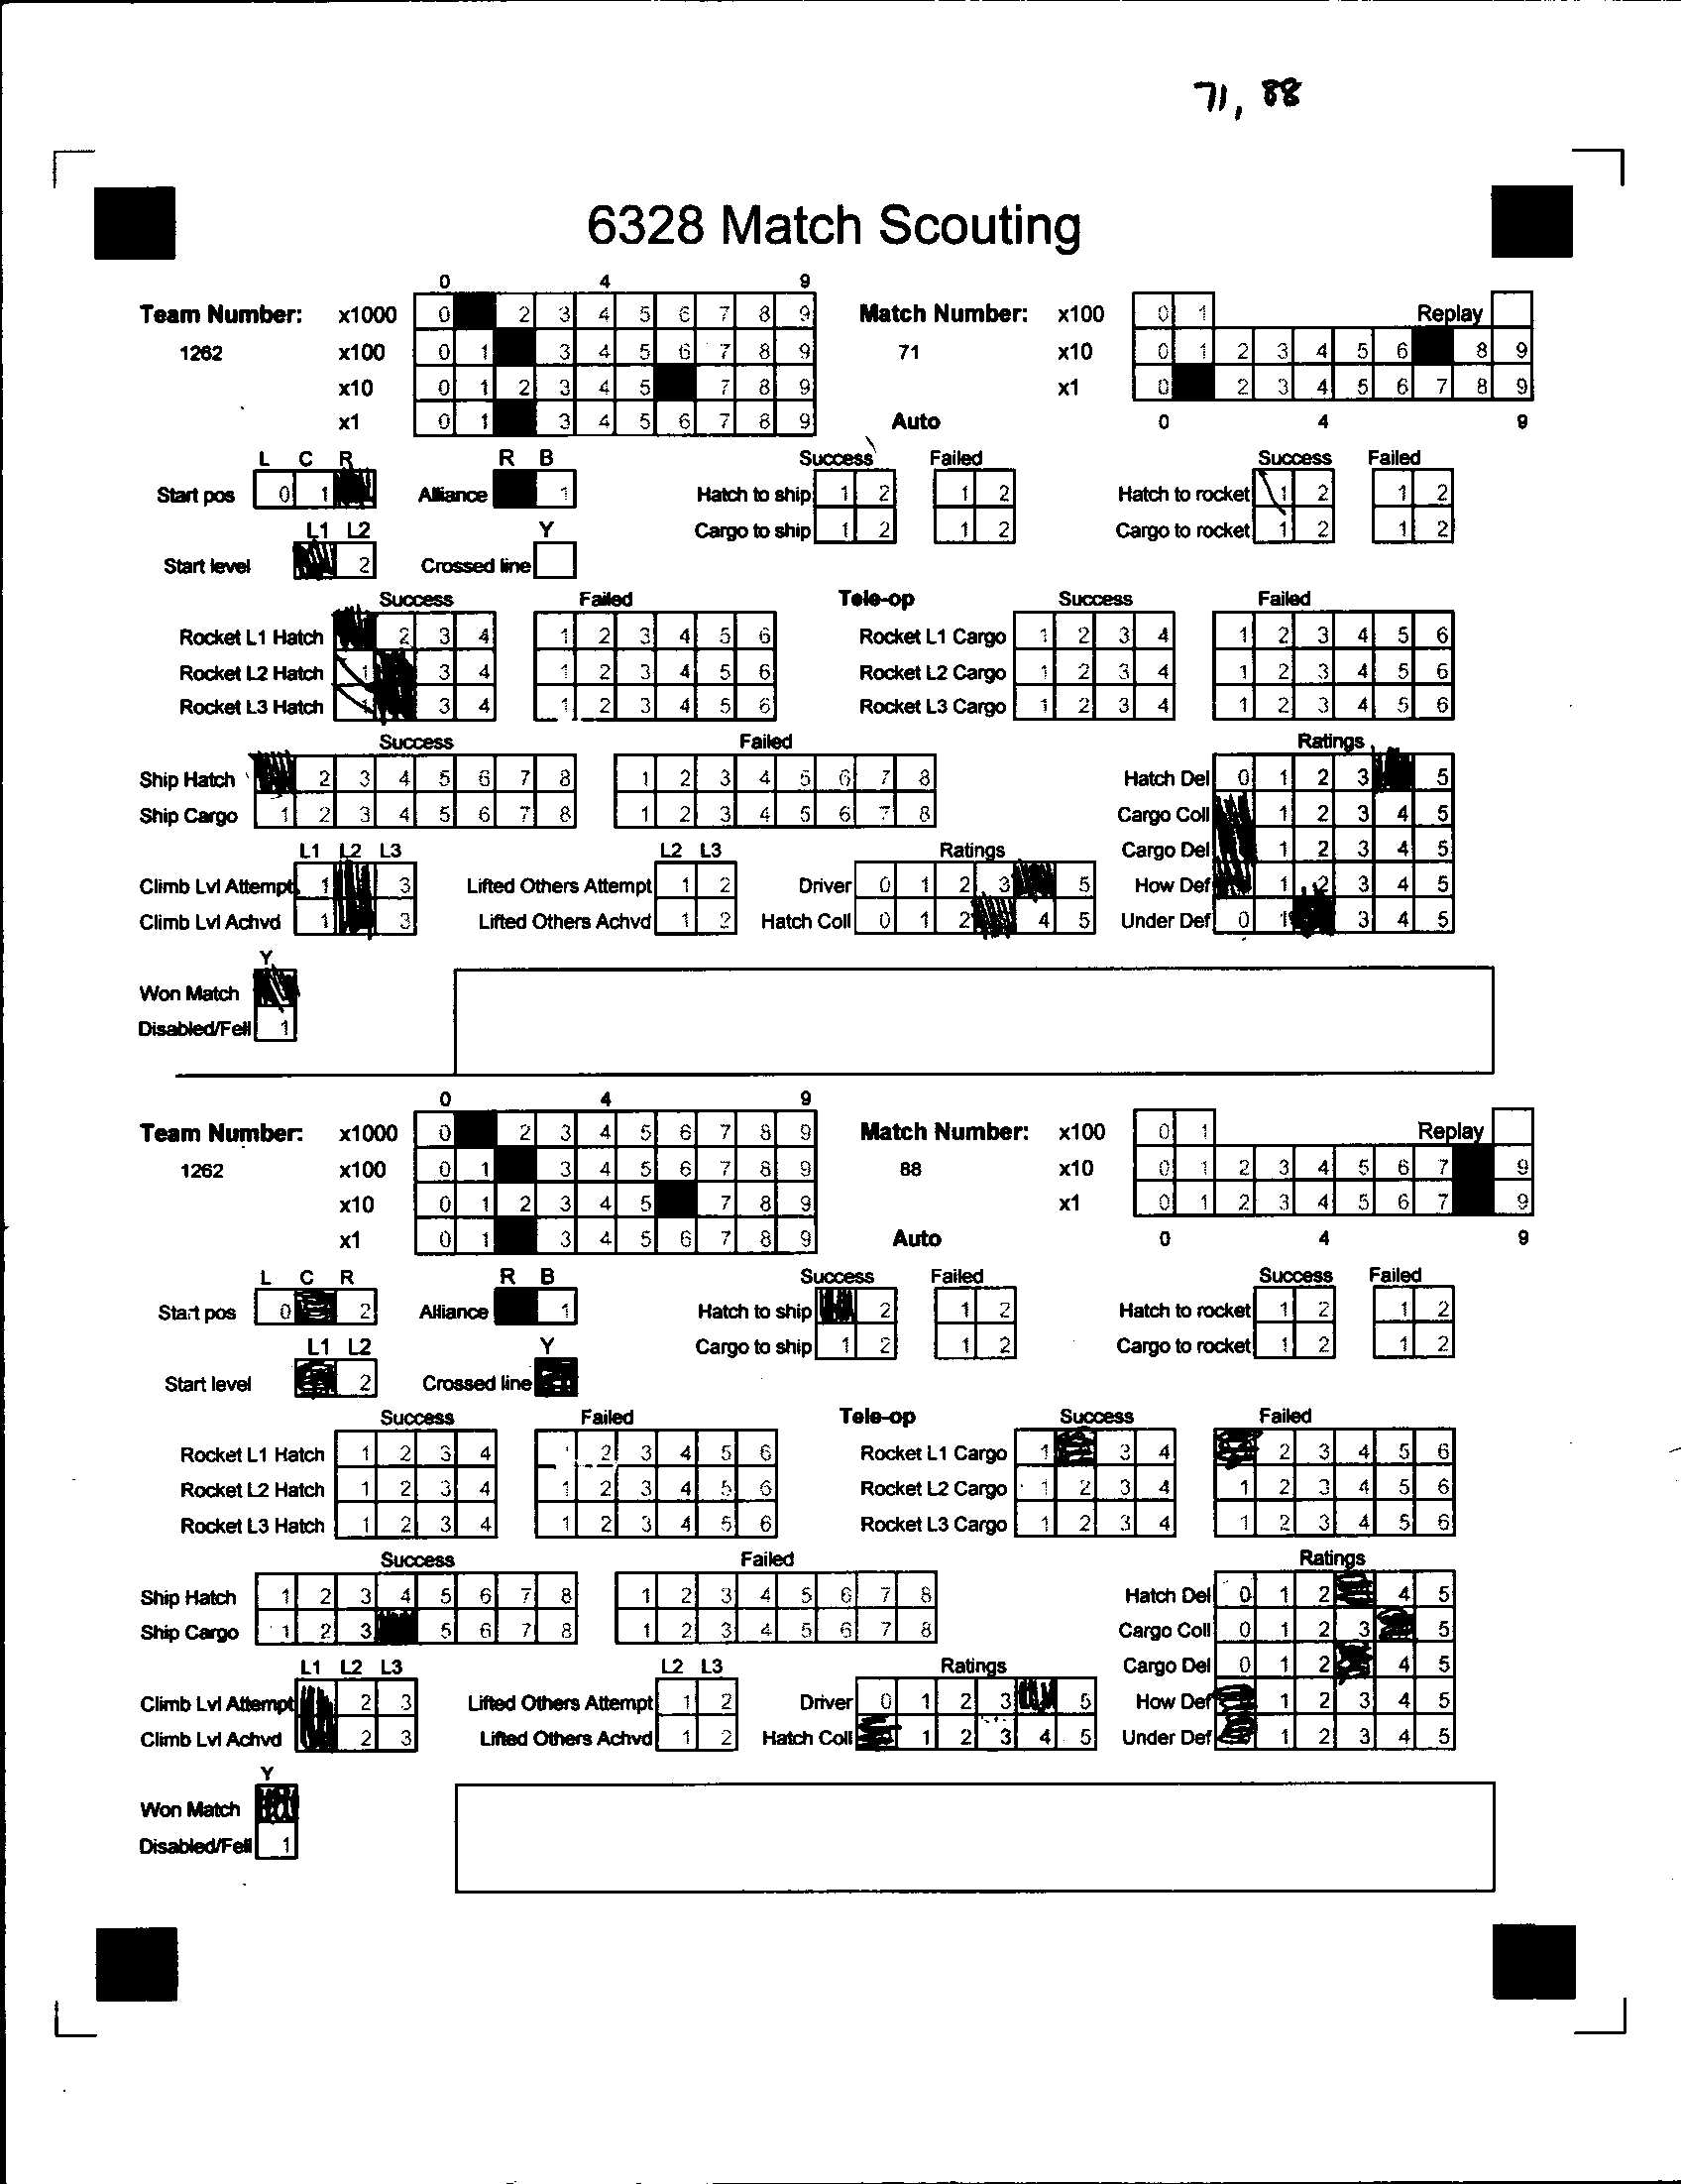 71, 88
6328 Match Scouting
0 4 9
Team Number: x1000 0 2 3 4 5 6 7 8 9 Match Number: x100 0 1 Replay
1262 x100 0 1 3 4 5 6 7 8 9 71 x10 0 1 2 3 4 5 6 8 9
x10 0 1 2 3 4 5 7 8 9 x1 0 2 3 4 5 6 7 8 9
x1 0 1 3 4 5 6 7 8 9 Auto 0 4 9
L C R R B Success Failed Success Failed
Start pos 0 1 Alliance 1 Hatch to ship 1 2 1 2 Hatch to rocket 1 2 1 2
L1 L2 Y Cargo to ship 1 2 1 2 Cargo to rocket 1 2 1 2
Start level 2 Crossed line
Success Failed Tele-op Success Failed
Rocket L1 Hatch 2 3 4 1 2 3 4 5 6 Rocket L1 Cargo 1 2 3 4 1 2 3 4 5 6
Rocket L2 Hatch 1 3 4 1 2 3 4 5 6 Rocket L2 Cargo 1 2 3 4 1 2 3 4 5 6
Rocket L3 Hatch 1 3 4 1 2 3 4 5 6 Rocket L3 Cargo 1 2 3 4 1 2 3 4 5 6
Success Failed Ratings
Ship Hatch 2 3 4 5 6 7 8 1 2 3 4 5 6 7 8 Hatch Del 0 1 2 3 5
Ship Cargo 1 2 3 4 5 6 7 8 1 2 3 4 5 6 7 8 Cargo Coll 1 2 3 4 5
L1 L2 L3 L2 L3 Ratings Cargo Del 1 2 3 4 5
Climb Lvl Attempt 1 3 Lifted Others Attempt 1 2 Driver 0 1 2 3 5 How Def 1 2 3 4 5
Climb Lvl Achvd 1 3 Lifted Others Achvd 1 2 Hatch Coll 0 1 2 4 5 Under Def 0 1 3 4 5
Y
Won Match
Disabled/Fell 1
0 4 9
Team Number: x1000 0 2 3 4 5 6 7 8 9 Match Number: x100 0 1 Replay
1262 x100 0 1 3 4 5 6 7 8 9 88 x10 0 1 2 3 4 5 6 7 9
x10 0 1 2 3 4 5 7 8 9 x1 0 1 2 3 4 5 6 7 9
x1 0 1 3 4 5 6 7 8 9 Auto 0 4 9
L C R R B Success Failed Success Failed
Start pos 0 2 Alliance 1 Hatch to ship 2 1 2 Hatch to rocket 1 2 1 2
L1 L2 Y Cargo to ship 1 2 1 2 Cargo to rocket 1 2 1 2
Start level 2 Crossed line
Success Failed Tele-op Success Failed
Rocket L1 Hatch 1 2 3 4 2 3 4 5 6 Rocket L1 Cargo 1 3 4 2 3 4 5 6
Rocket L2 Hatch 1 2 3 4 1 2 3 4 5 6 Rocket L2 Cargo 1 2 3 4 1 2 3 4 5 6
Rocket L3 Hatch 1 2 3 4 1 2 3 4 5 6 Rocket L3 Cargo 1 2 3 4 1 2 3 4 5 6
Success Failed Ratings
Ship Hatch 1 2 3 4 5 6 7 8 1 2 3 4 5 6 7 8 Hatch Del 0 1 2 4 5
Ship Cargo 1 2 3 5 6 7 8 1 2 3 4 5 6 7 8 Cargo Coll 0 1 2 3 5
L1 L2 L3 L2 L3 Ratings Cargo Del 0 1 2 4 5
Climb Lvl Attempt 2 3 Lifted Others Attempt 1 2 Driver 0 1 2 3 5 How Def 1 2 3 4 5
Climb Lvl Achvd 2 3 Lifted Others Achvd 1 2 Hatch Coll 1 2 3 4 5 Under Def 1 2 3 4 5
Y
Won Match
Disabled/Fell 1